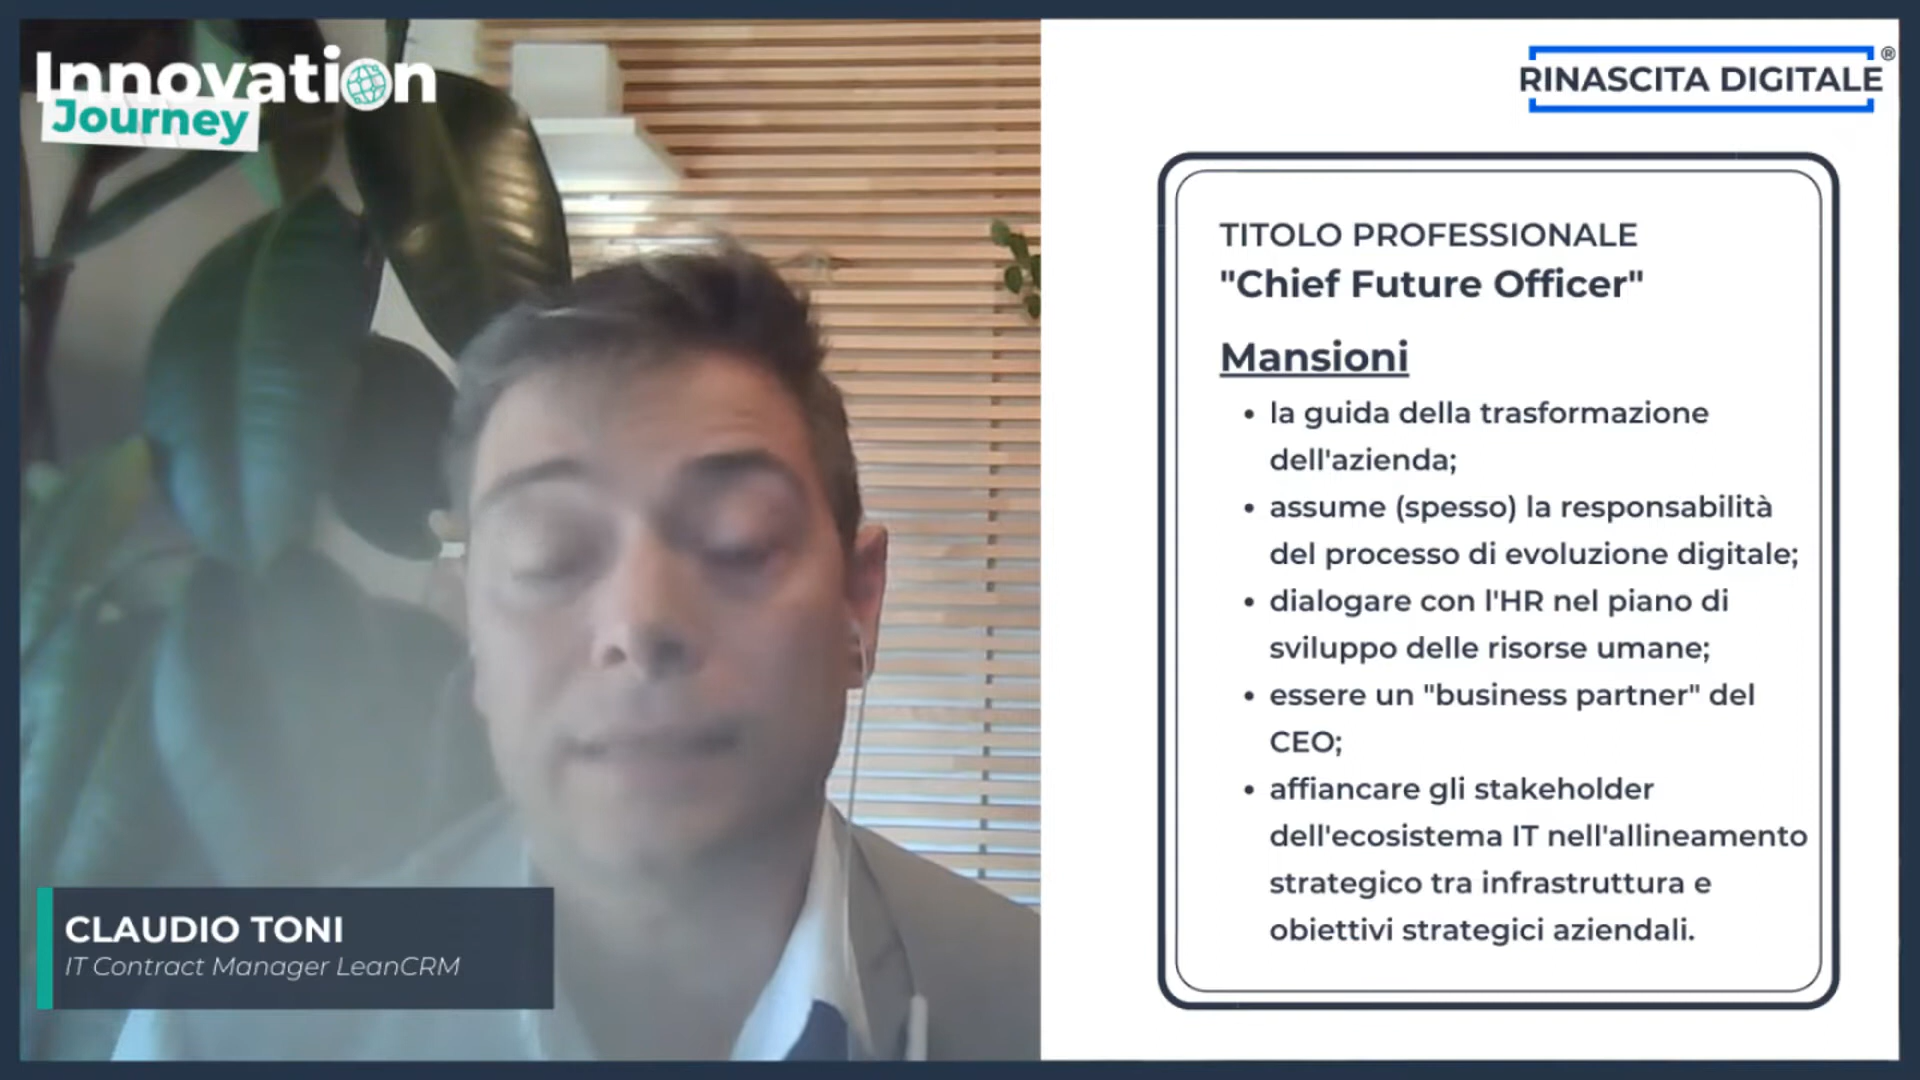 Innovation
Journey
RINASCITA DIGITALE®
TITOLO PROFESSIONALE
"Chief Future Officer"
Mansioni
• la guida della trasformazione
dell'azienda;
• assume (spesso) la responsabilità
del processo di evoluzione digitale;
• dialogare con l'HR nel piano di
sviluppo delle risorse umane;
• essere un "business partner" del
CEO;
• affiancare gli stakeholder
dell'ecosistema IT nell'allineamento
strategico tra infrastruttura e
obiettivi strategici aziendali.
CLAUDIO TONI
IT Contract Manager LeanCRM